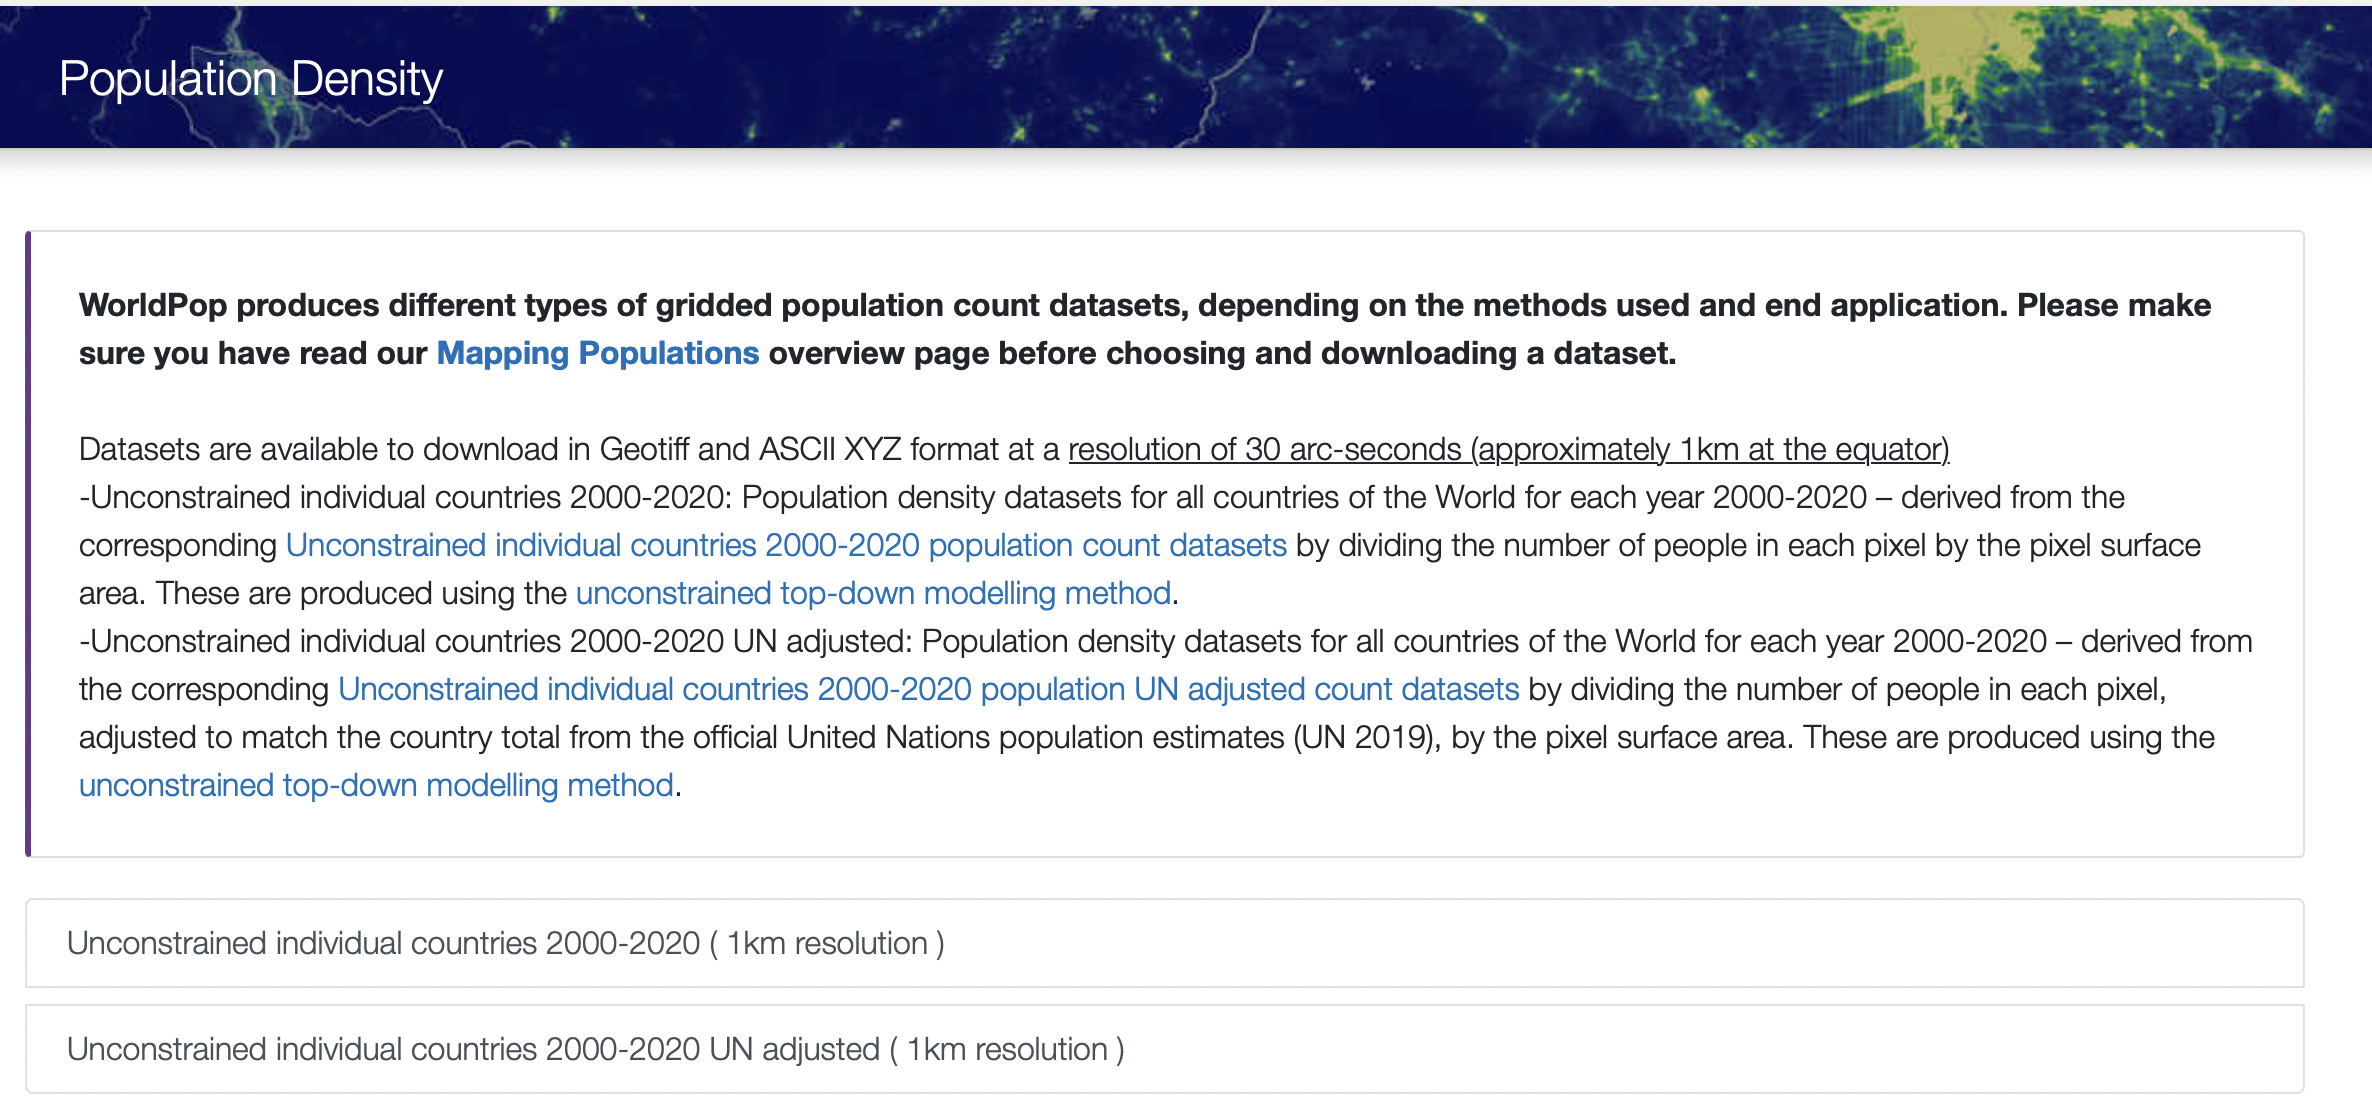 Population Density
WorldPop produces different types of gridded population count datasets, depending on the methods used and end application. Please make
sure you have read our Mapping Populations overview page before choosing and downloading a dataset.
Datasets are available to download in Geotiff and ASCII XYZ format at a resolution of 30 arc-seconds (approximately 1km at the equator)
-Unconstrained individual countries 2000-2020: Population density datasets for all countries of the World for each year 2000-2020 – derived from the
corresponding Unconstrained individual countries 2000-2020 population count datasets by dividing the number of people in each pixel by the pixel surface
area. These are produced using the unconstrained top-down modelling method.
-Unconstrained individual countries 2000-2020 UN adjusted: Population density datasets for all countries of the World for each year 2000-2020 – derived from
the corresponding Unconstrained individual countries 2000-2020 population UN adjusted count datasets by dividing the number of people in each pixel,
adjusted to match the country total from the official United Nations population estimates (UN 2019), by the pixel surface area. These are produced using the
unconstrained top-down modelling method.
Unconstrained individual countries 2000-2020 ( 1km resolution )
Unconstrained individual countries 2000-2020 UN adjusted ( 1km resolution )